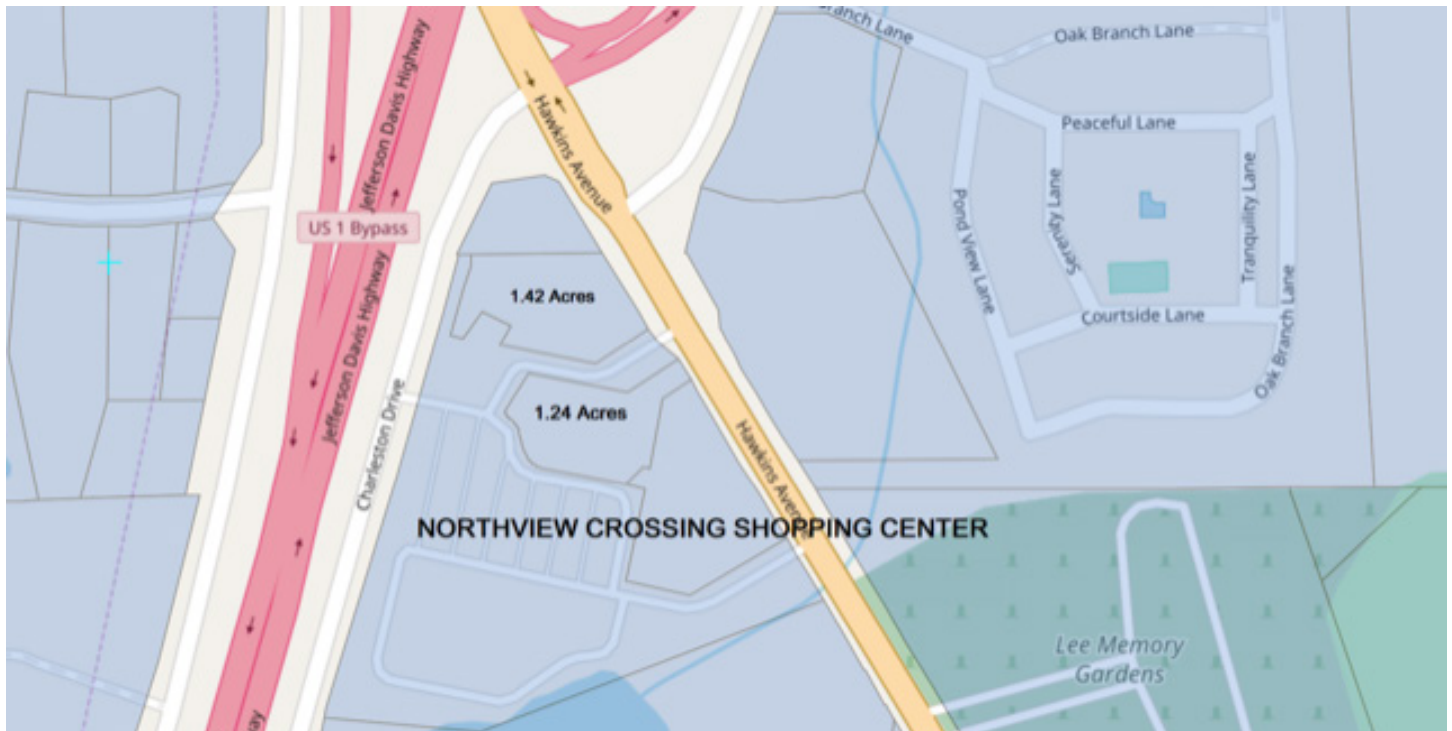 Branch Lane
Oak Branch Lane
Jefferson Davis Highway
Jefferson Davis Highway
Hawkins Avenue
Peaceful Lane
US 1 Bypass
Pond View Lane
Serenity Lane
Tranquility Lane
1.42 Acres
Courtside Lane
Oak Branch Lane
Jefferson Davis Highway
Charleston Drive
1.24 Acres
Hawkins Avenue
NORTHVIEW CROSSING SHOPPING CENTER
Lee Memory
Gardens
way